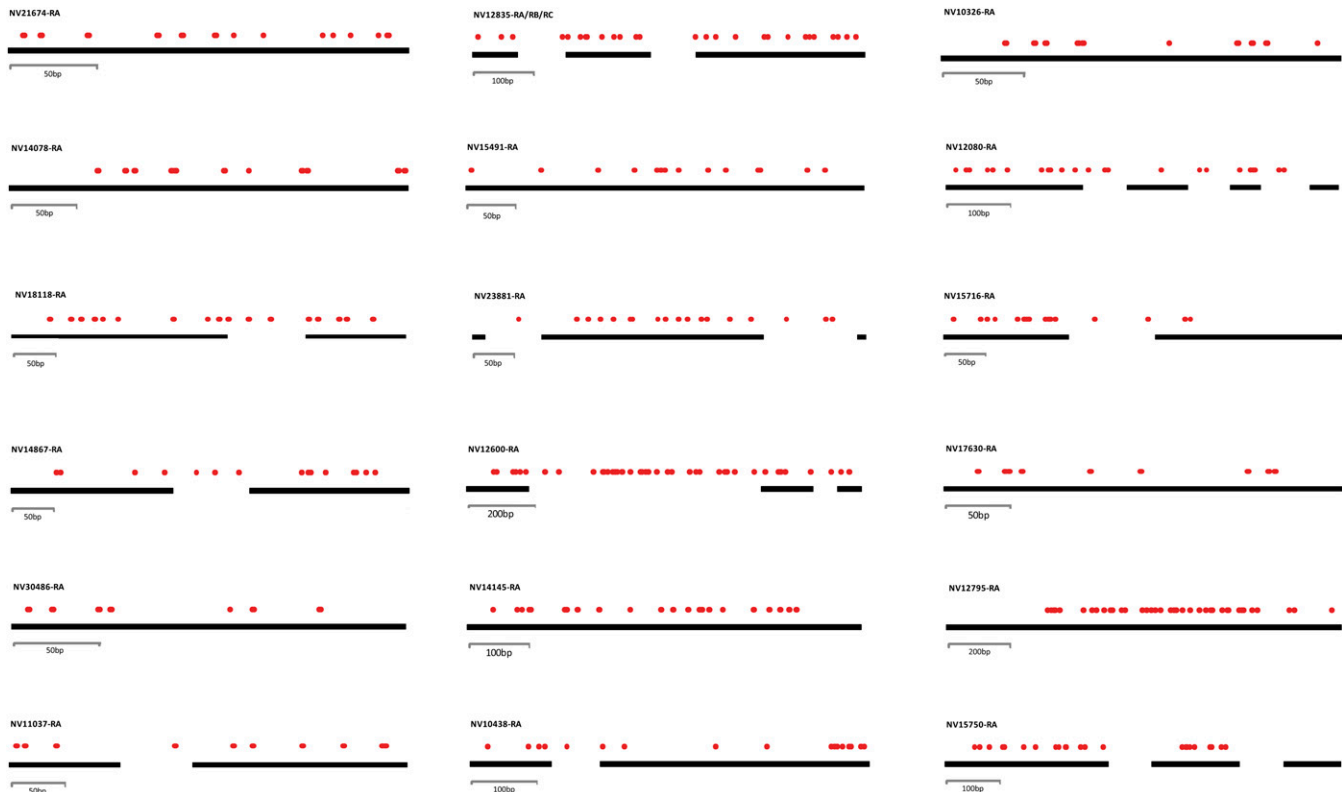 NV21674-RA
50bp
NV12835-RA/RB/RC
100bp
NV10326-RA
50bp
NV14078-RA
50bp
NV15491-RA
50bp
NV12080-RA
100bp
NV18118-RA
50bp
NV23881-RA
50bp
NV15716-RA
50bp
NV14867-RA
50bp
NV12600-RA
200bp
NV17630-RA
50bp
NV30486-RA
50bp
NV14145-RA
100bp
NV12795-RA
200bp
NV11037-RA
50bp
NV10438-RA
100bp
NV15750-RA
100bp